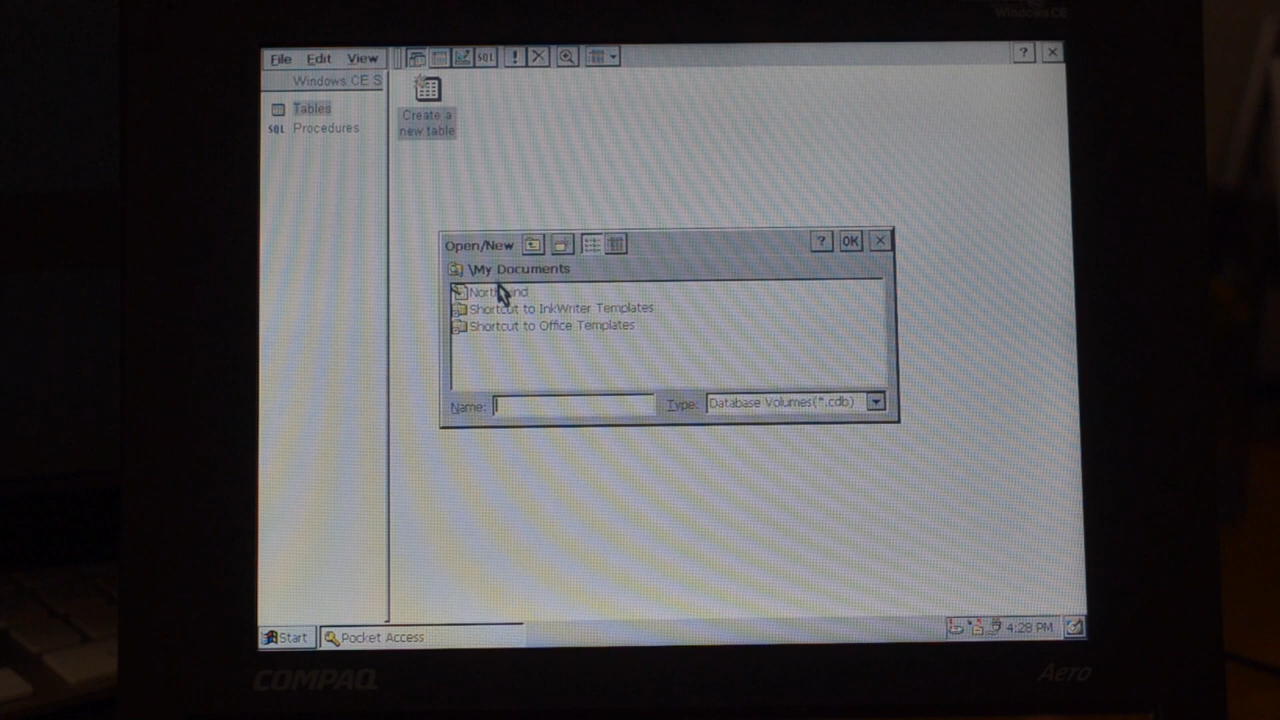 Windows CE
File Edit View SQL ! ? ×
Windows CE S
Tables
SQL Procedures
Create a
new table
Open/New ? OK ×
\My Documents
Shortcut to InkWriter Templates
Shortcut to Office Templates
Name: Type: Database Volumes(*.cdb)
Start Pocket Access 4:28 PM
COMPAQ Aero